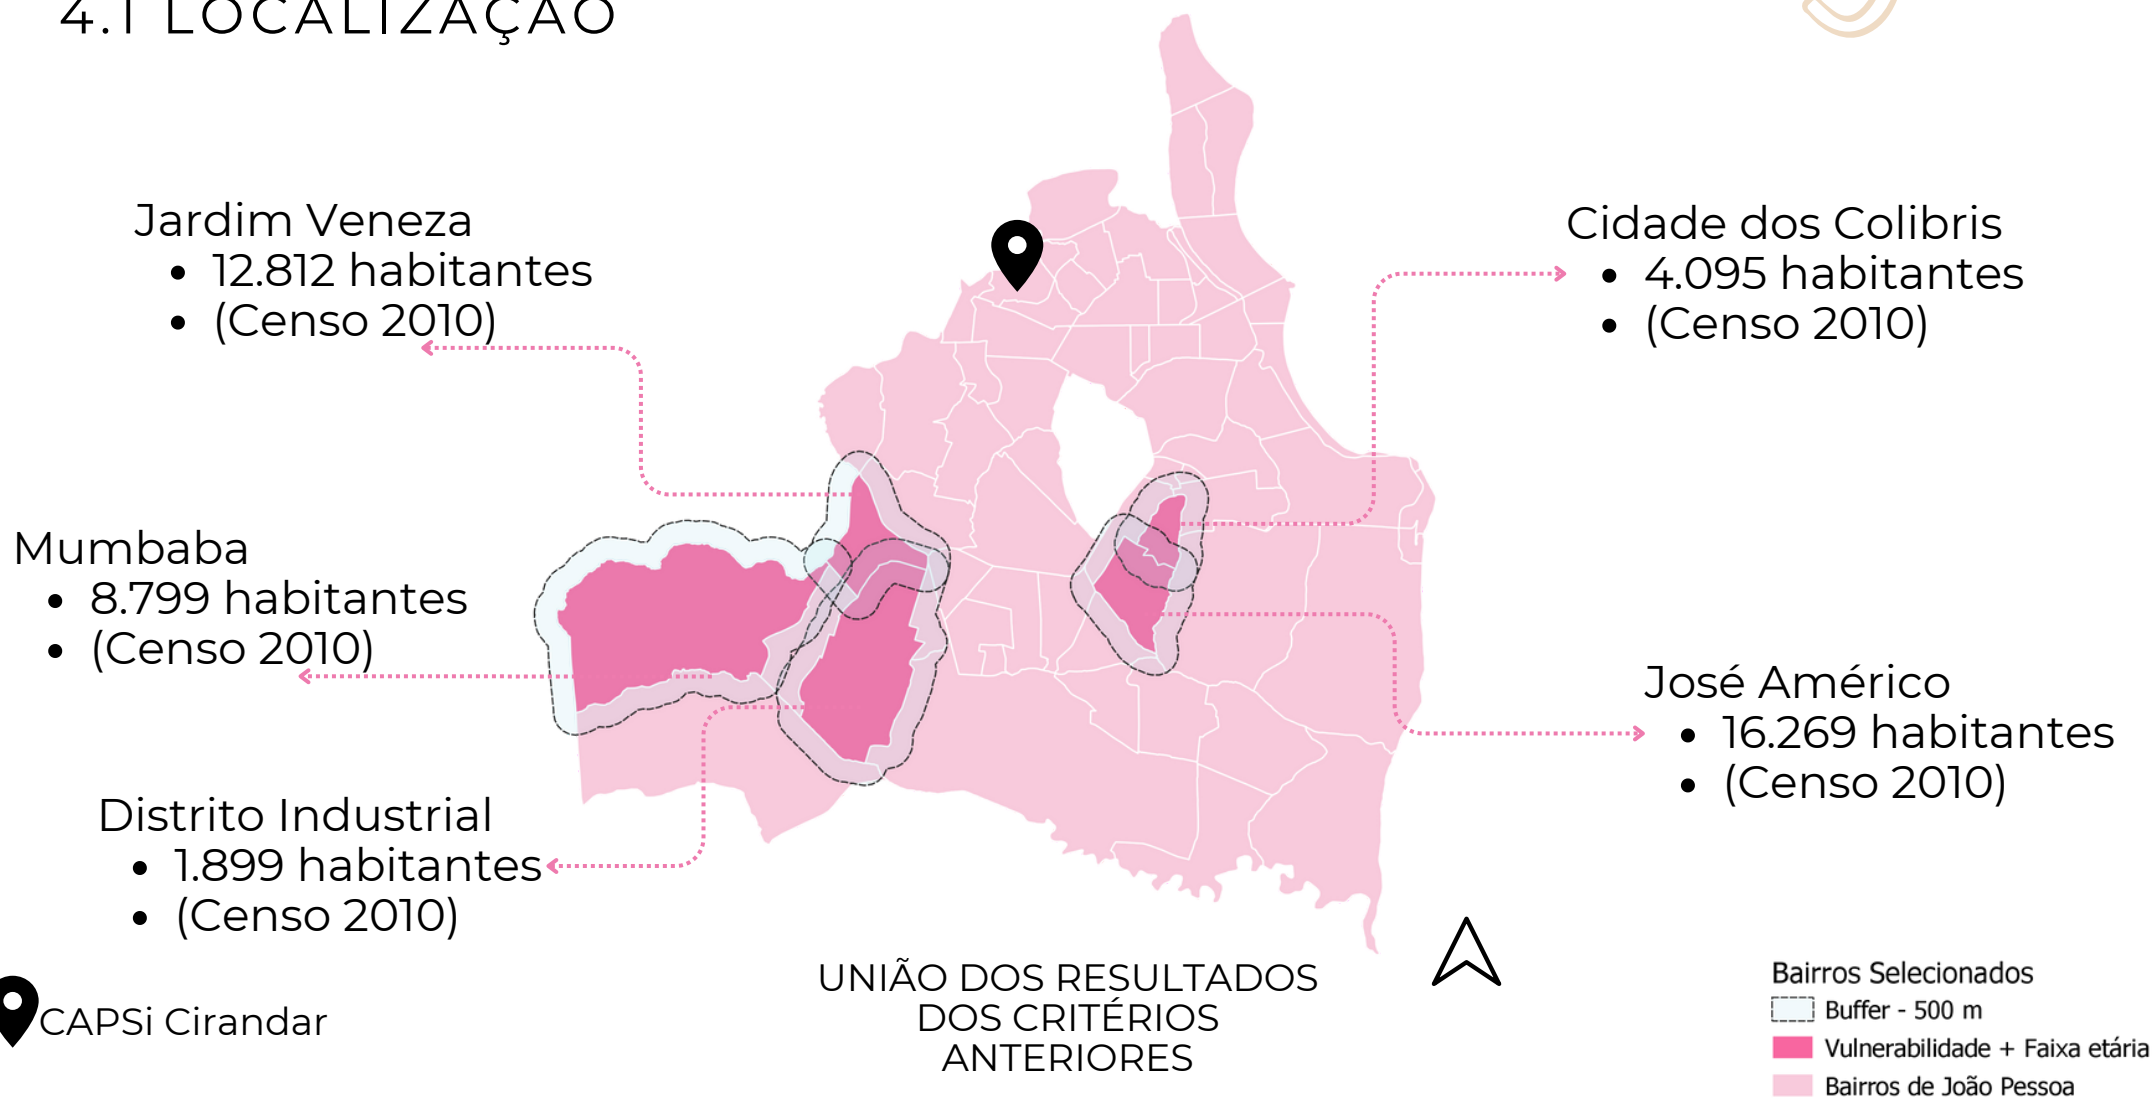 4.1 LOCALIZAÇÃO
Jardim Veneza
• 12.812 habitantes
• (Censo 2010)
Cidade dos Colibris
• 4.095 habitantes
• (Censo 2010)
Mumbaba
• 8.799 habitantes
• (Censo 2010)
José Américo
• 16.269 habitantes
• (Censo 2010)
Distrito Industrial
• 1.899 habitantes
• (Censo 2010)
CAPSi Cirandar
UNIÃO DOS RESULTADOS
DOS CRITÉRIOS
ANTERIORES
Bairros Selecionados
Buffer - 500 m
Vulnerabilidade + Faixa etária
Bairros de João Pessoa